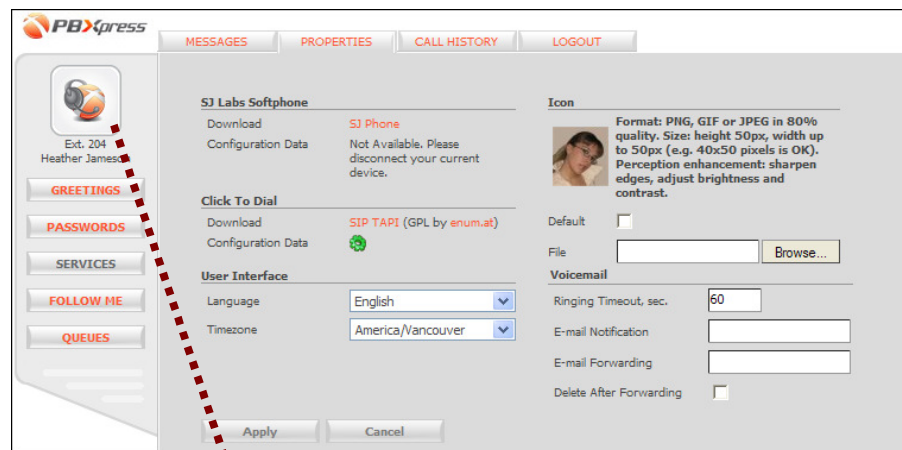 PBXpress
MESSAGES
PROPERTIES
CALL HISTORY
LOGOUT
Ext. 204
Heather Jameson
GREETINGS
PASSWORDS
SERVICES
FOLLOW ME
QUEUES
SJ Labs Softphone
Download
SJ Phone
Configuration Data
Not Available. Please
disconnect your current
device.
Click To Dial
Download
SIP TAPI (GPL by enum.at)
Configuration Data
User Interface
Language
English
Timezone
America/Vancouver
Apply
Cancel
Icon
Format: PNG,
GIF or JPEG in 80%
quality. Size:
height 50px, width up
to 50px (e.g.
40x50 pixels is OK).
Perception
enhancement: sharpen
edges, adjust
brightness and
contrast.
Default
File
Browse...
Voicemail
Ringing Timeout, sec.
60
E-mail Notification
E-mail Forwarding
Delete After Forwarding